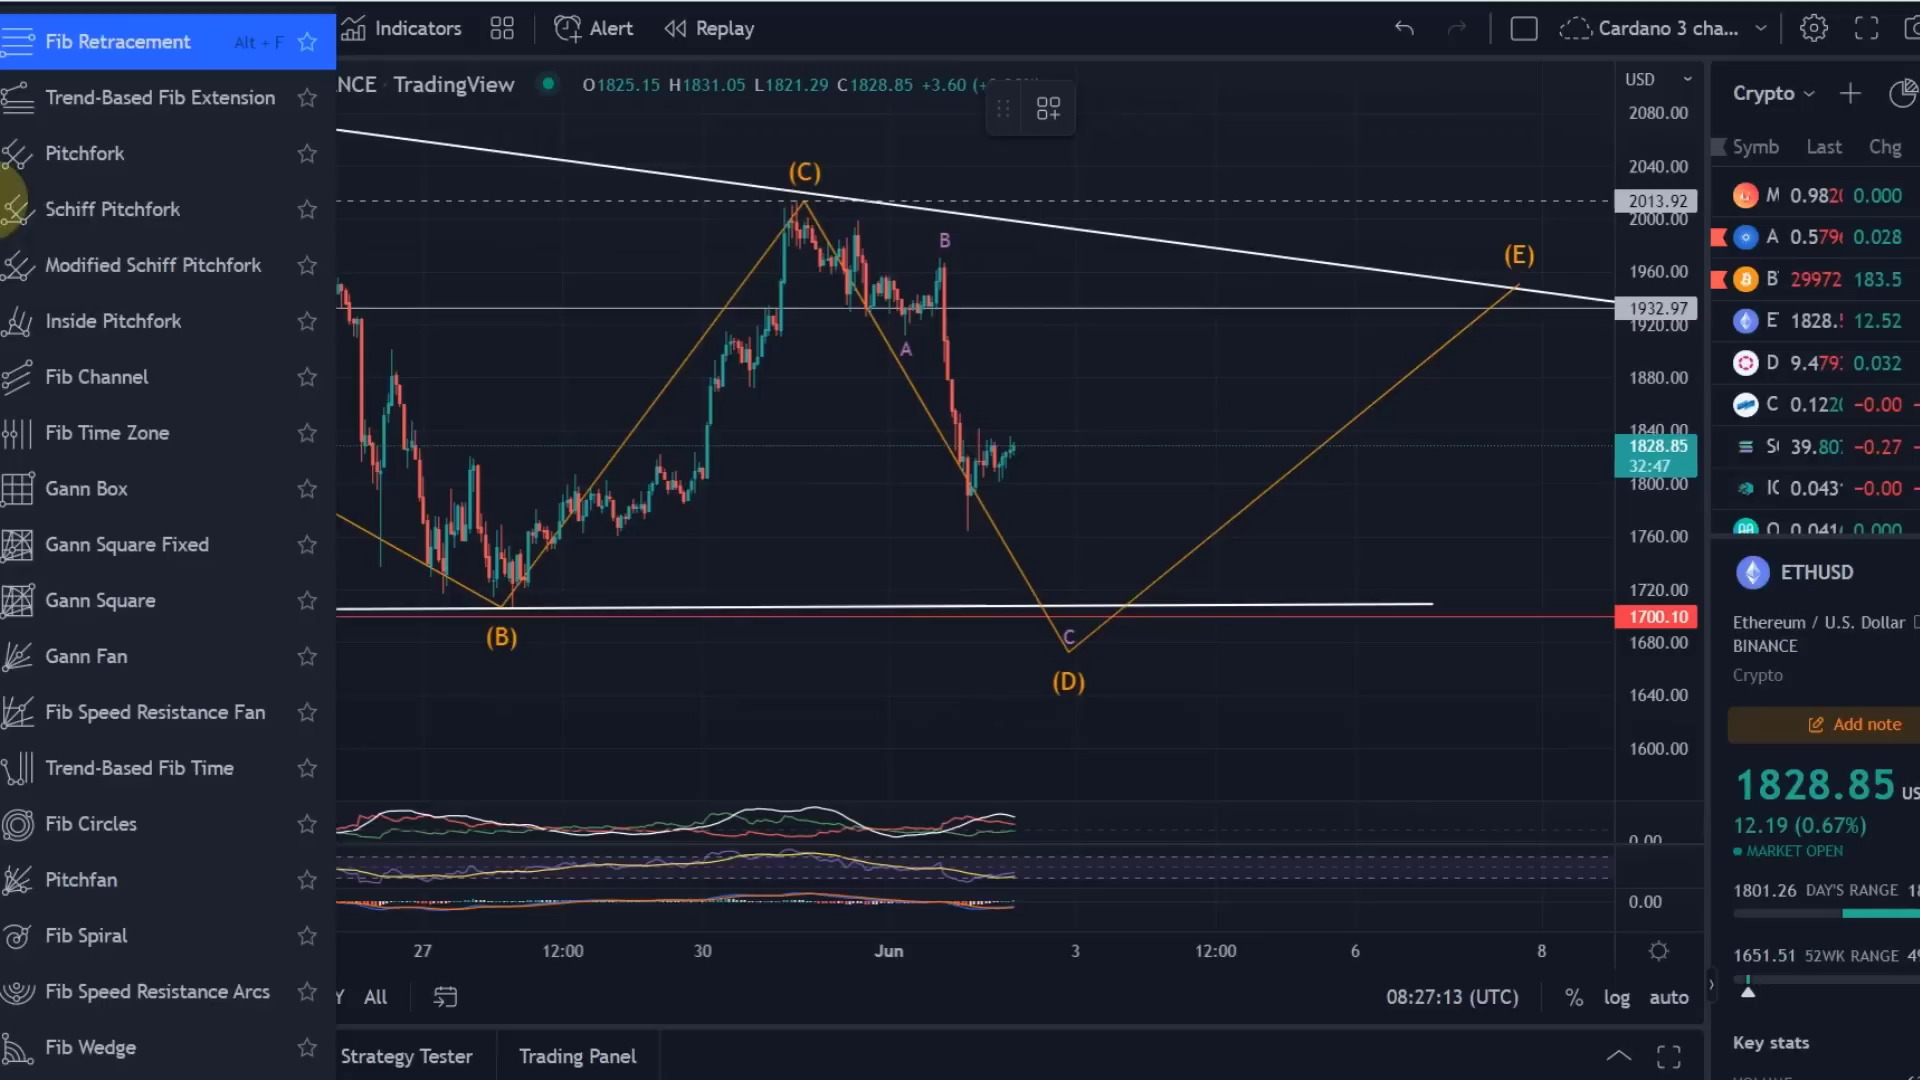 Fib Retracement Alt + F
Trend-Based Fib Extension
Pitchfork
Schiff Pitchfork
Modified Schiff Pitchfork
Inside Pitchfork
Fib Channel
Fib Time Zone
Gann Box
Gann Square Fixed
Gann Square
Gann Fan
Fib Speed Resistance Fan
Trend-Based Fib Time
Fib Circles
Pitchfan
Fib Spiral
Fib Speed Resistance Arcs
Fib Wedge
Indicators Alert Replay Cardano 3 cha...
NCE · TradingView O1825.15 H1831.05 L1821.29 C1828.85 +3.60
(C)
B
A
(B)
C
(D)
(E)
USD
2080.00
2040.00
2013.92
2000.00
1960.00
1932.97
1920.00
1880.00
1840.00
1828.85
32:47
1800.00
1760.00
1720.00
1700.10
1680.00
1640.00
1600.00
0.00
0.00
27 12:00 30 Jun 3 12:00 6 8
Y All 08:27:13 (UTC) % log auto
Strategy Tester Trading Panel
Crypto
Symb Last Chg
M 0.982 0.000
A 0.579 0.028
B 29972 183.5
E 1828. 12.52
D 9.479 0.032
C 0.122 −0.00
S 39.80 −0.27
IC 0.043 −0.00
O 0.041 0.000
ETHUSD
Ethereum / U.S. Dollar
BINANCE
Crypto
Add note
1828.85 US
12.19 (0.67%)
MARKET OPEN
1801.26 DAY'S RANGE 18
1651.51 52WK RANGE 4
Key stats